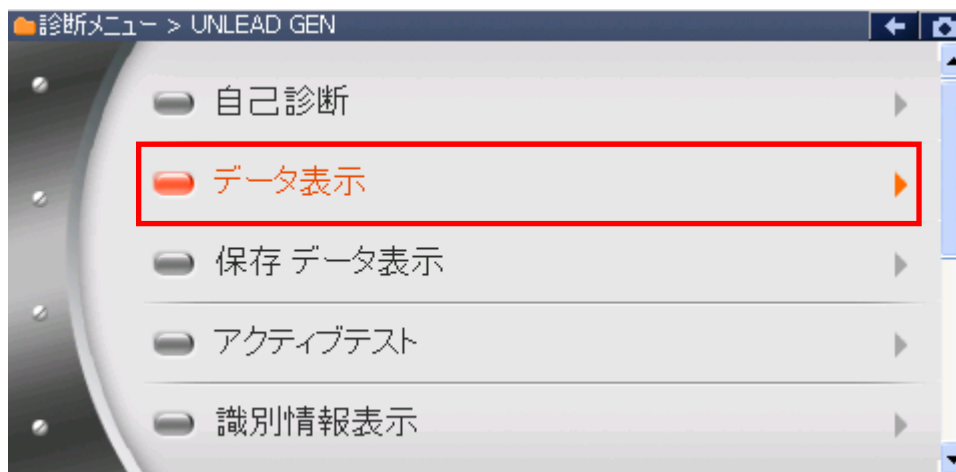 診断メニュー > UNLEAD GEN
自己診断
データ表示
保存 データ表示
アクティブテスト
識別情報表示